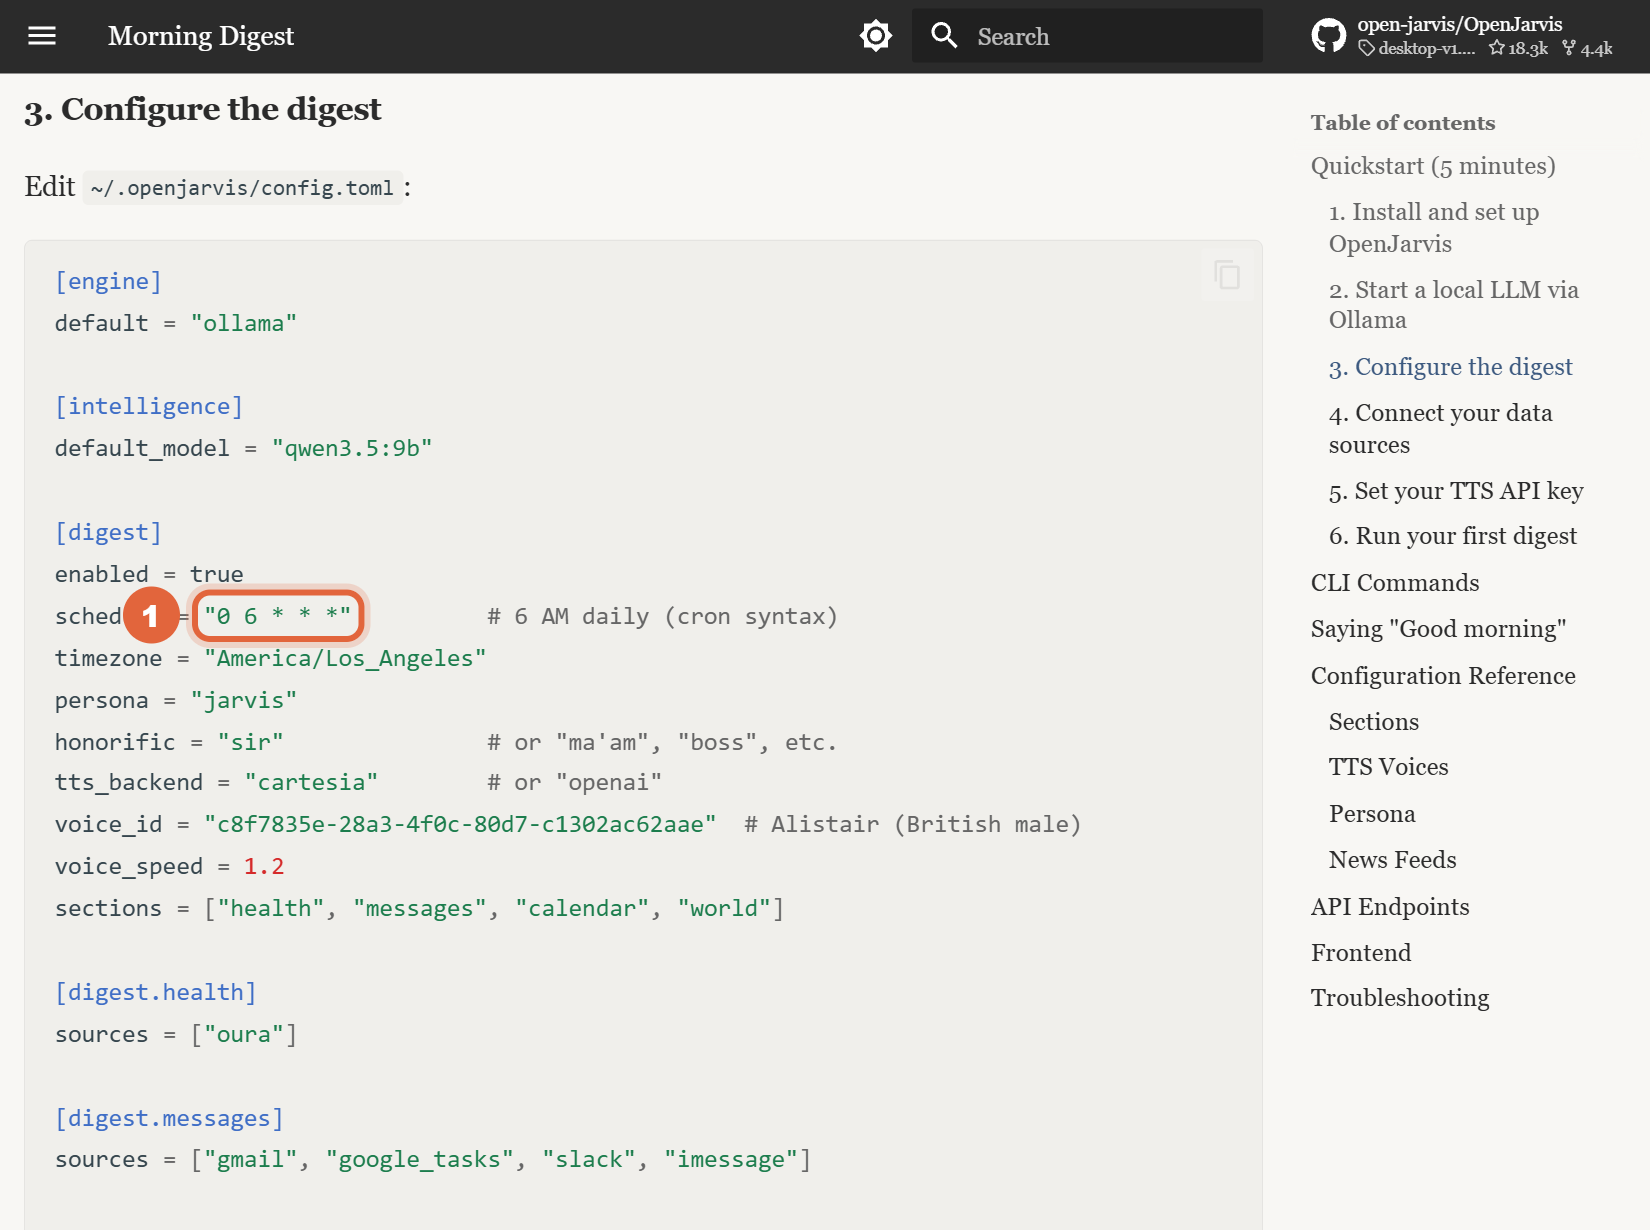 Morning Digest
Search
open-jarvis/OpenJarvis
desktop-v1.... 18.3k 4.4k
3. Configure the digest
Edit ~/.openjarvis/config.toml:
[engine]
default = "ollama"
[intelligence]
default_model = "qwen3.5:9b"
[digest]
enabled = true
sched 1 = "0 6 * * *" # 6 AM daily (cron syntax)
timezone = "America/Los_Angeles"
persona = "jarvis"
honorific = "sir" # or "ma'am", "boss", etc.
tts_backend = "cartesia" # or "openai"
voice_id = "c8f7835e-28a3-4f0c-80d7-c1302ac62aae" # Alistair (British male)
voice_speed = 1.2
sections = ["health", "messages", "calendar", "world"]
[digest.health]
sources = ["oura"]
[digest.messages]
sources = ["gmail", "google_tasks", "slack", "imessage"]
Table of contents
Quickstart (5 minutes)
1. Install and set up
OpenJarvis
2. Start a local LLM via
Ollama
3. Configure the digest
4. Connect your data
sources
5. Set your TTS API key
6. Run your first digest
CLI Commands
Saying "Good morning"
Configuration Reference
Sections
TTS Voices
Persona
News Feeds
API Endpoints
Frontend
Troubleshooting